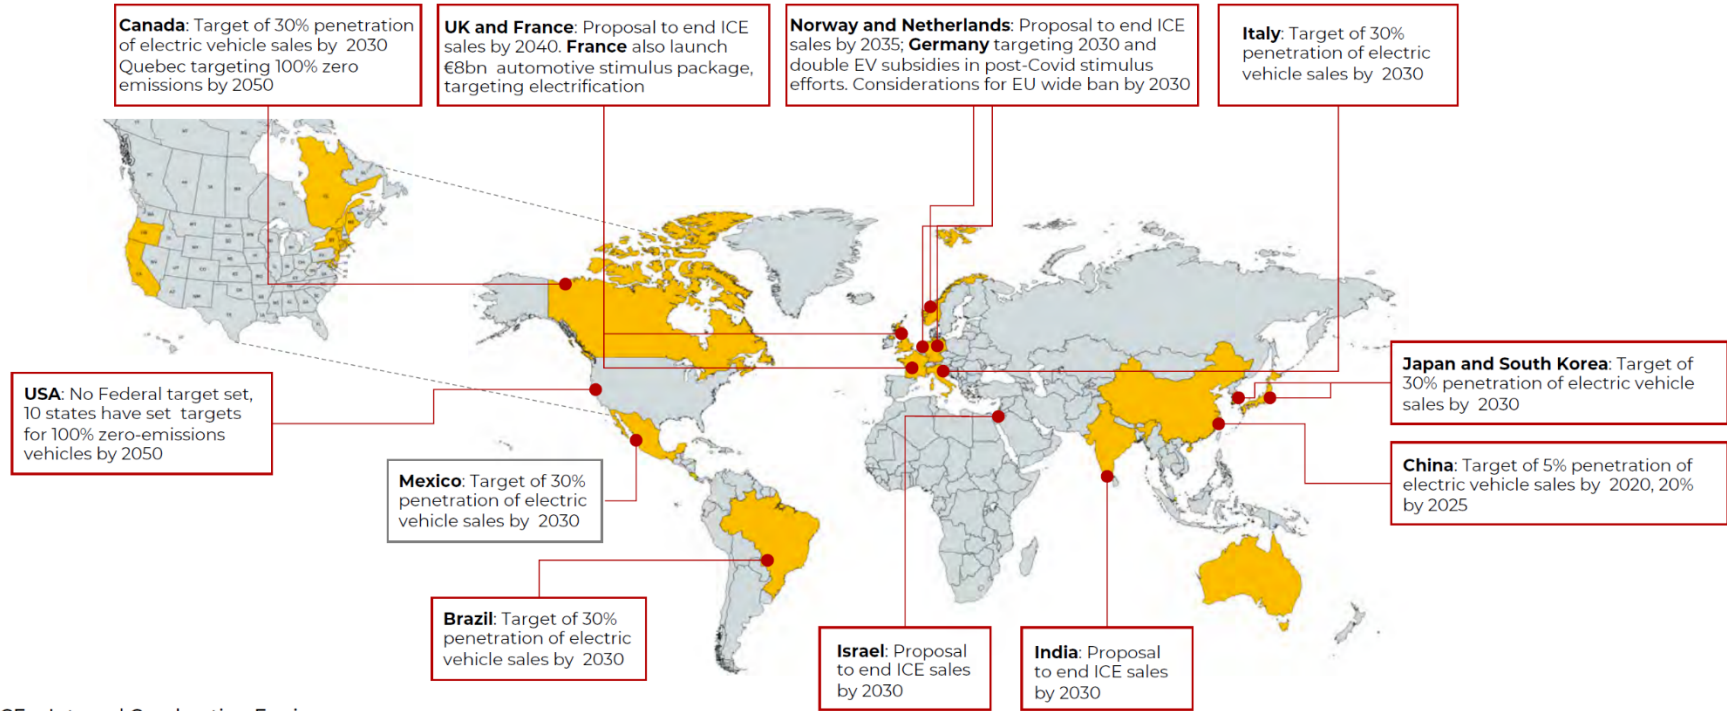 Canada: Target of 30% penetration
of electric vehicle sales by 2030
Quebec targeting 100% zero
emissions by 2050
UK and France: Proposal to end ICE
sales by 2040. France also launch
€8bn automotive stimulus package,
targeting electrification
Norway and Netherlands: Proposal to end ICE
sales by 2035; Germany targeting 2030 and
double EV subsidies in post-Covid stimulus
efforts. Considerations for EU wide ban by 2030
Italy: Target of 30%
penetration of electric
vehicle sales by 2030
USA: No Federal target set,
10 states have set targets
for 100% zero-emissions
vehicles by 2050
Mexico: Target of 30%
penetration of electric
vehicle sales by 2030
Brazil: Target of 30%
penetration of electric
vehicle sales by 2030
Israel: Proposal
to end ICE sales
by 2030
India: Proposal
to end ICE sales
by 2030
Japan and South Korea: Target of
30% penetration of electric vehicle
sales by 2030
China: Target of 5% penetration of
electric vehicle sales by 2020, 20%
by 2025